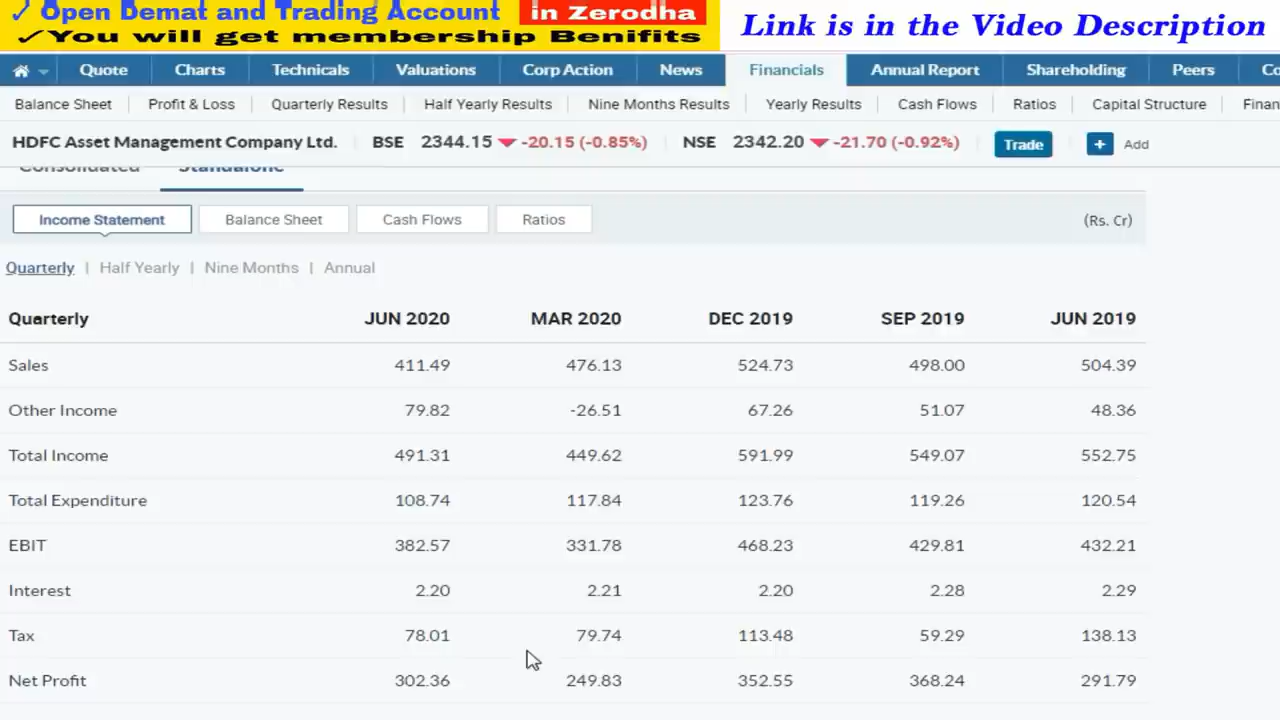 ✓ Open Demat and Trading Account in Zerodha
✓You will get membership Benifits
Link is in the Video Description
Quote Charts Technicals Valuations Corp Action News Financials Annual Report Shareholding Peers Co
Balance Sheet Profit & Loss Quarterly Results Half Yearly Results Nine Months Results Yearly Results Cash Flows Ratios Capital Structure Finan
HDFC Asset Management Company Ltd. BSE 2344.15 -20.15 (-0.85%) NSE 2342.20 -21.70 (-0.92%) Trade + Add
Consolidated Standalone
Income Statement Balance Sheet Cash Flows Ratios (Rs. Cr)
Quarterly | Half Yearly | Nine Months | Annual
Quarterly JUN 2020 MAR 2020 DEC 2019 SEP 2019 JUN 2019
Sales 411.49 476.13 524.73 498.00 504.39
Other Income 79.82 -26.51 67.26 51.07 48.36
Total Income 491.31 449.62 591.99 549.07 552.75
Total Expenditure 108.74 117.84 123.76 119.26 120.54
EBIT 382.57 331.78 468.23 429.81 432.21
Interest 2.20 2.21 2.20 2.28 2.29
Tax 78.01 79.74 113.48 59.29 138.13
Net Profit 302.36 249.83 352.55 368.24 291.79